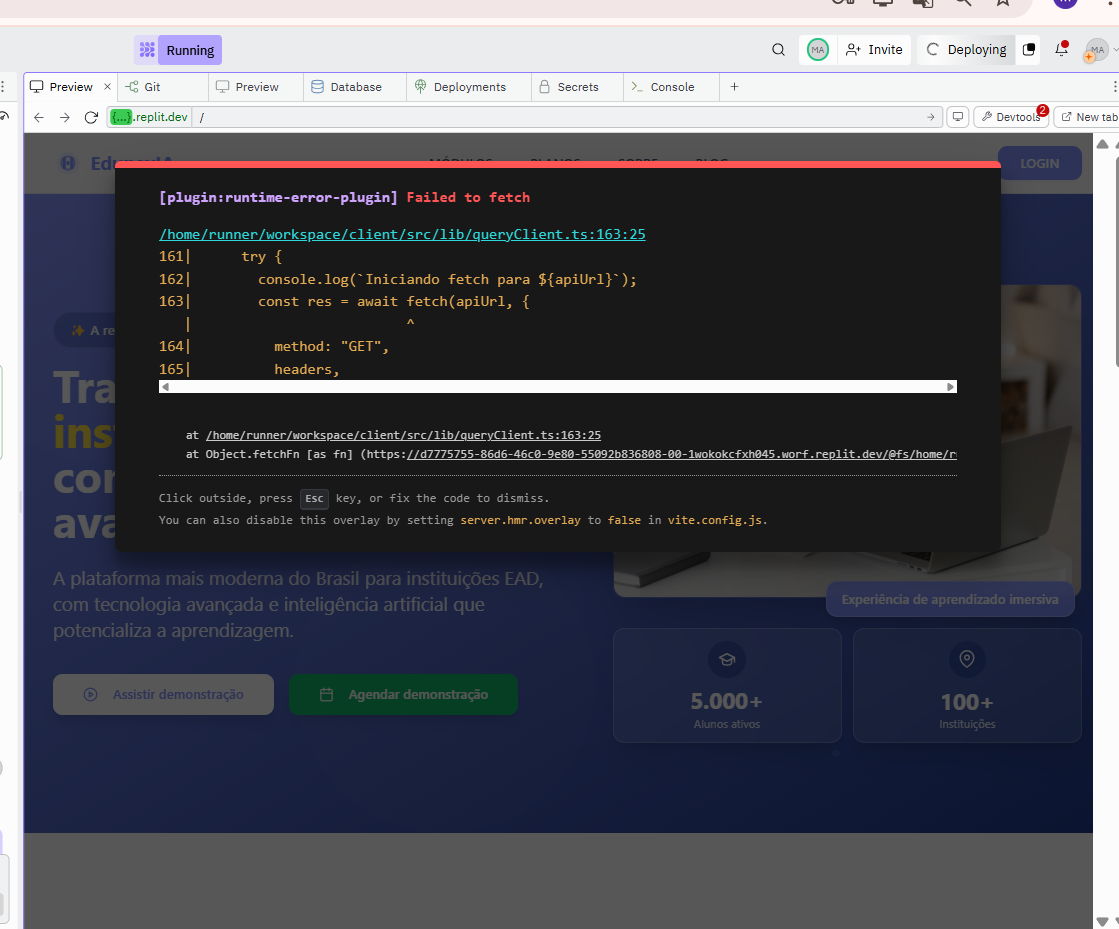 Running
MA
Invite
Deploying
MA
Preview
Git
Preview
Database
Deployments
Secrets
Console
{...}.replit.dev /
Devtools 2
New tab
LOGIN
[plugin:runtime-error-plugin] Failed to fetch
/home/runner/workspace/client/src/lib/queryClient.ts:163:25
161| try {
162| console.log(`Iniciando fetch para ${apiUrl}`);
163| const res = await fetch(apiUrl, {
| ^
164| method: "GET",
165| headers,
at /home/runner/workspace/client/src/lib/queryClient.ts:163:25
at Object.fetchFn [as fn] (https://d7775755-86d6-46c0-9e80-55092b836808-00-1wokokcfxh045.worf.replit.dev/@fs/home/r
Click outside, press Esc key, or fix the code to dismiss.
You can also disable this overlay by setting server.hmr.overlay to false in vite.config.js.
✨ A re
Tra
ins
con
ava
A plataforma mais moderna do Brasil para instituições EAD,
com tecnologia avançada e inteligência artificial que
potencializa a aprendizagem.
Assistir demonstração
Agendar demonstração
Experiência de aprendizado imersiva
5.000+
Alunos ativos
100+
Instituições